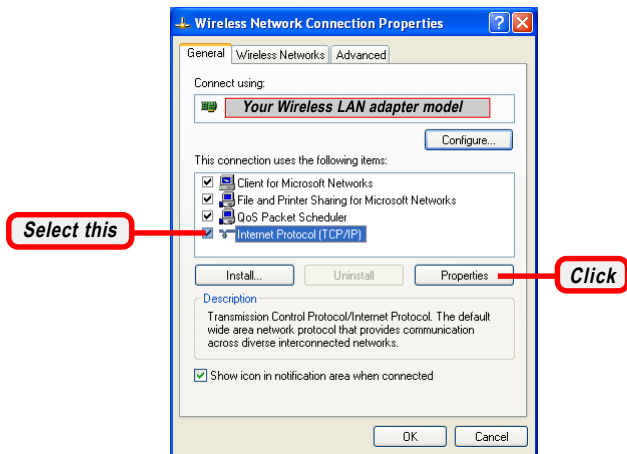 Wireless Network Connection Properties
General Wireless Networks Advanced
Connect using:
Your Wireless LAN adapter model
Configure...
This connection uses the following items:
Client for Microsoft Networks
File and Printer Sharing for Microsoft Networks
QoS Packet Scheduler
Select this
Internet Protocol (TCP/IP)
Install... Uninstall Properties
Click
Description
Transmission Control Protocol/Internet Protocol. The default
wide area network protocol that provides communication
across diverse interconnected networks.
Show icon in notification area when connected
OK Cancel